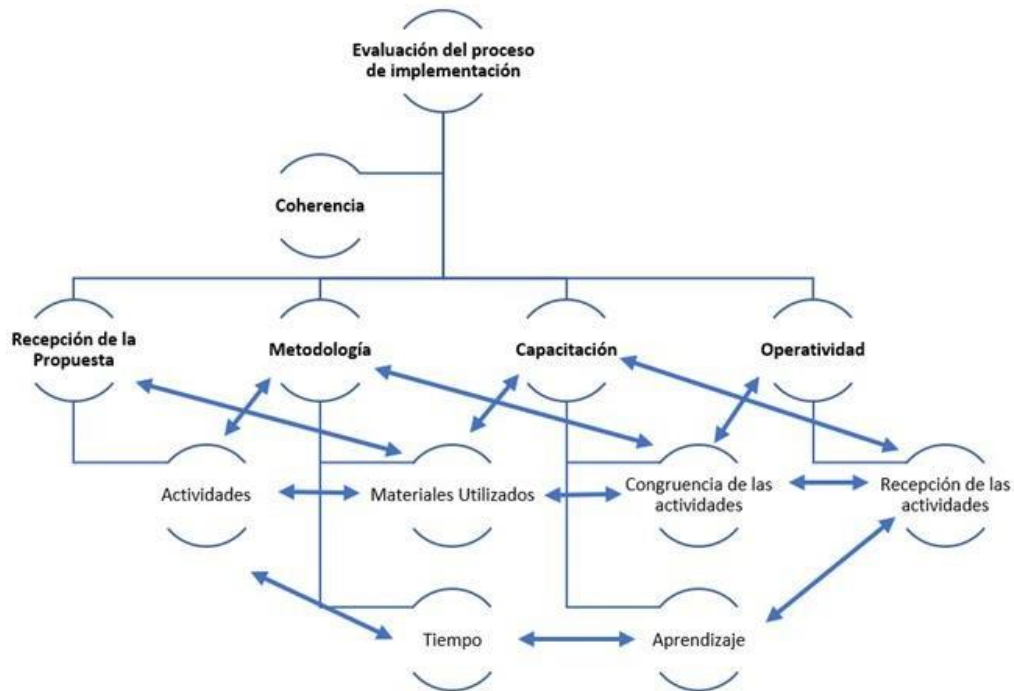 Evaluación del proceso
de implementación
Coherencia
Recepción de la
Propuesta
Metodología
Capacitación
Operatividad
Actividades
Materiales Utilizados
Congruencia de las
actividades
Recepción de las
actividades
Tiempo
Aprendizaje